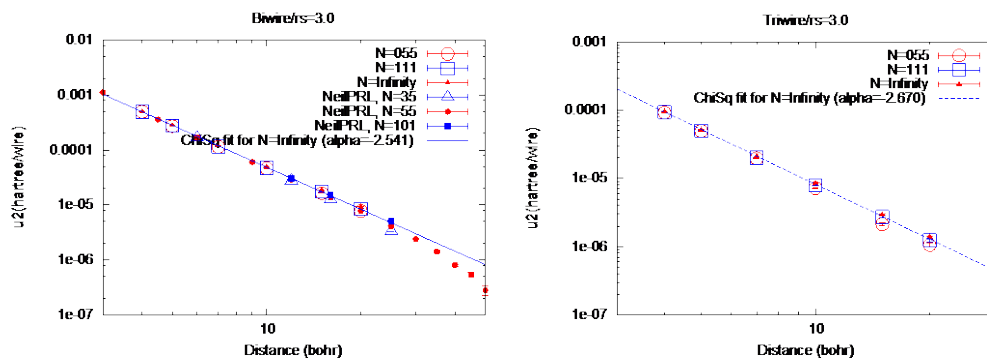 Biwire/rs=3.0
0.01
0.001
0.0001
1e-05
1e-06
1e-07
u2(hartree/wire)
N=055
N=111
N=Infinity
NeilPRL, N=35
NeilPRL, N=55
NeilPRL, N=101
ChiSq fit for N=Infinity (alpha=-2.541)
10
Distance (bohr)
Triwire/rs=3.0
0.001
0.0001
1e-05
1e-06
1e-07
u2(hartree/wire)
N=055
N=111
N=Infinity
ChiSq fit for N=Infinity (alpha=-2.670)
10
Distance (bohr)